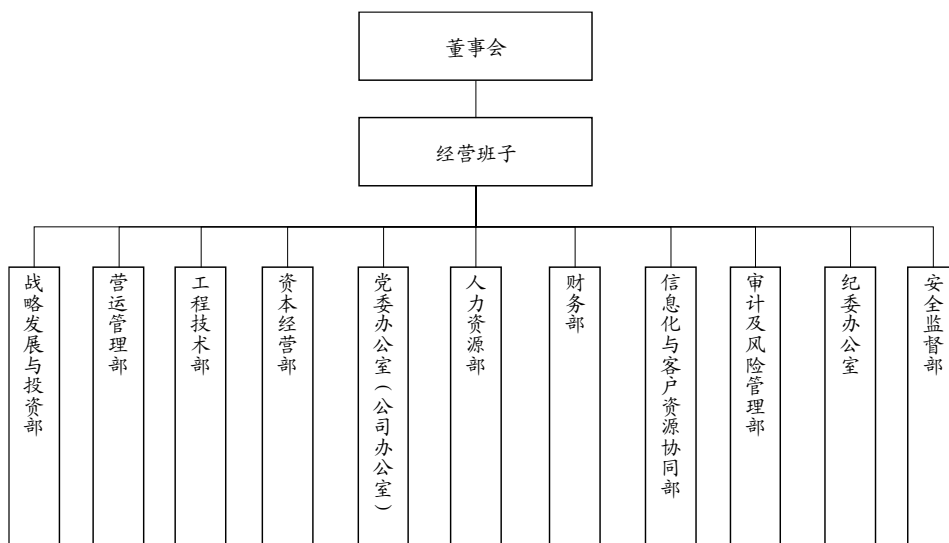 董事会
经营班子
战略发展与投资部
营运管理部
工程技术部
资本经营部
党委办公室（公司办公室）
人力资源部
财务部
信息化与客户资源协同部
审计及风险管理部
纪委办公室
安全监督部